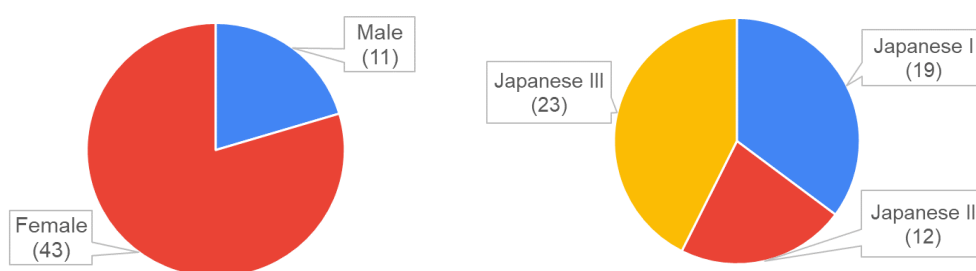 Male
(11)
Female
(43)
Japanese I
(19)
Japanese II
(12)
Japanese III
(23)